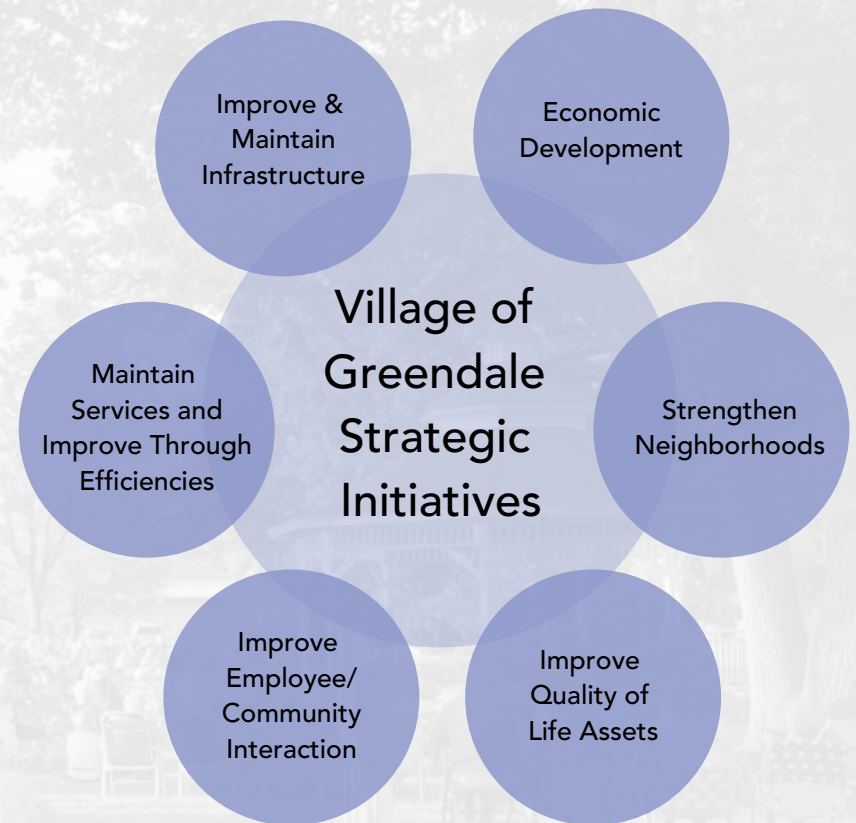 Improve &
Maintain
Infrastructure
Economic
Development
Village of
Greendale
Strategic
Initiatives
Maintain
Services and
Improve Through
Efficiencies
Strengthen
Neighborhoods
Improve
Employee/
Community
Interaction
Improve
Quality of
Life Assets